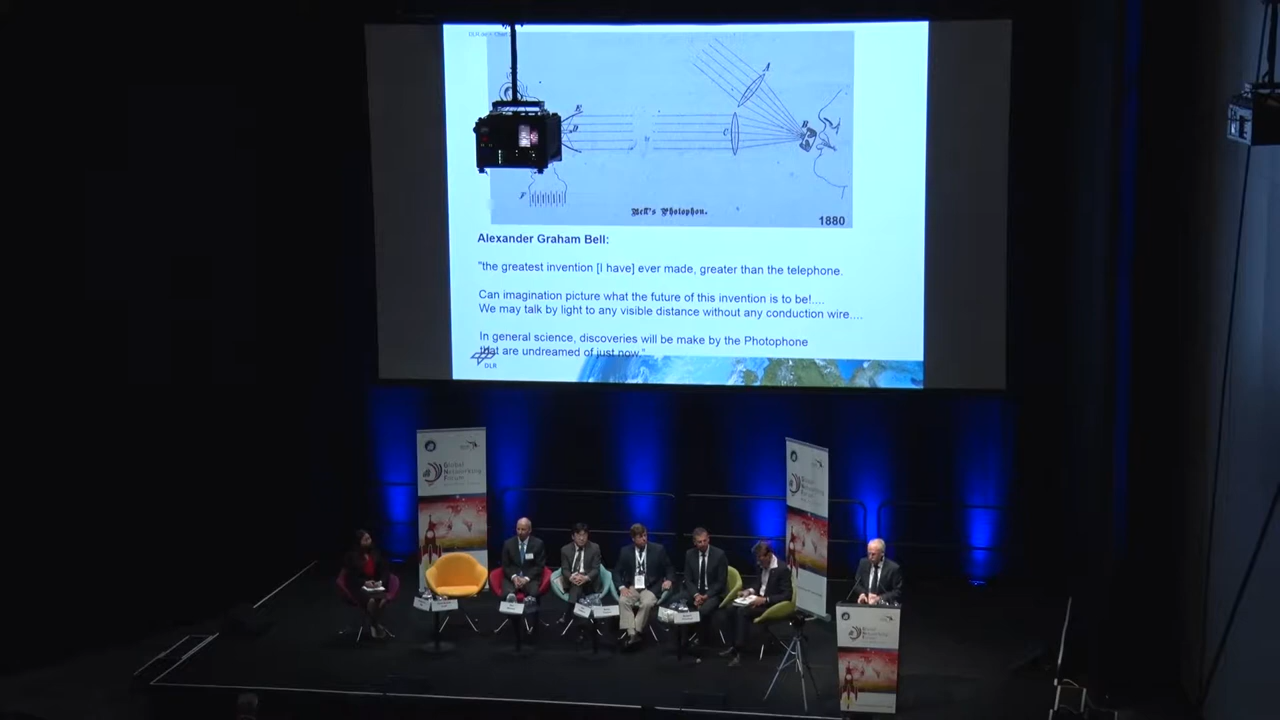 A
E
D
C
B
F
Bell's Photophon.
1880
Alexander Graham Bell:
"the greatest invention [I have] ever made, greater than the telephone.
Can imagination picture what the future of this invention is to be!....
We may talk by light to any visible distance without any conduction wire....
In general science, discoveries will be make by the Photophone
that are undreamed of just now."
DLR
Global
Networking
Forum
Global
Networking
Forum
Global
Networking
Forum